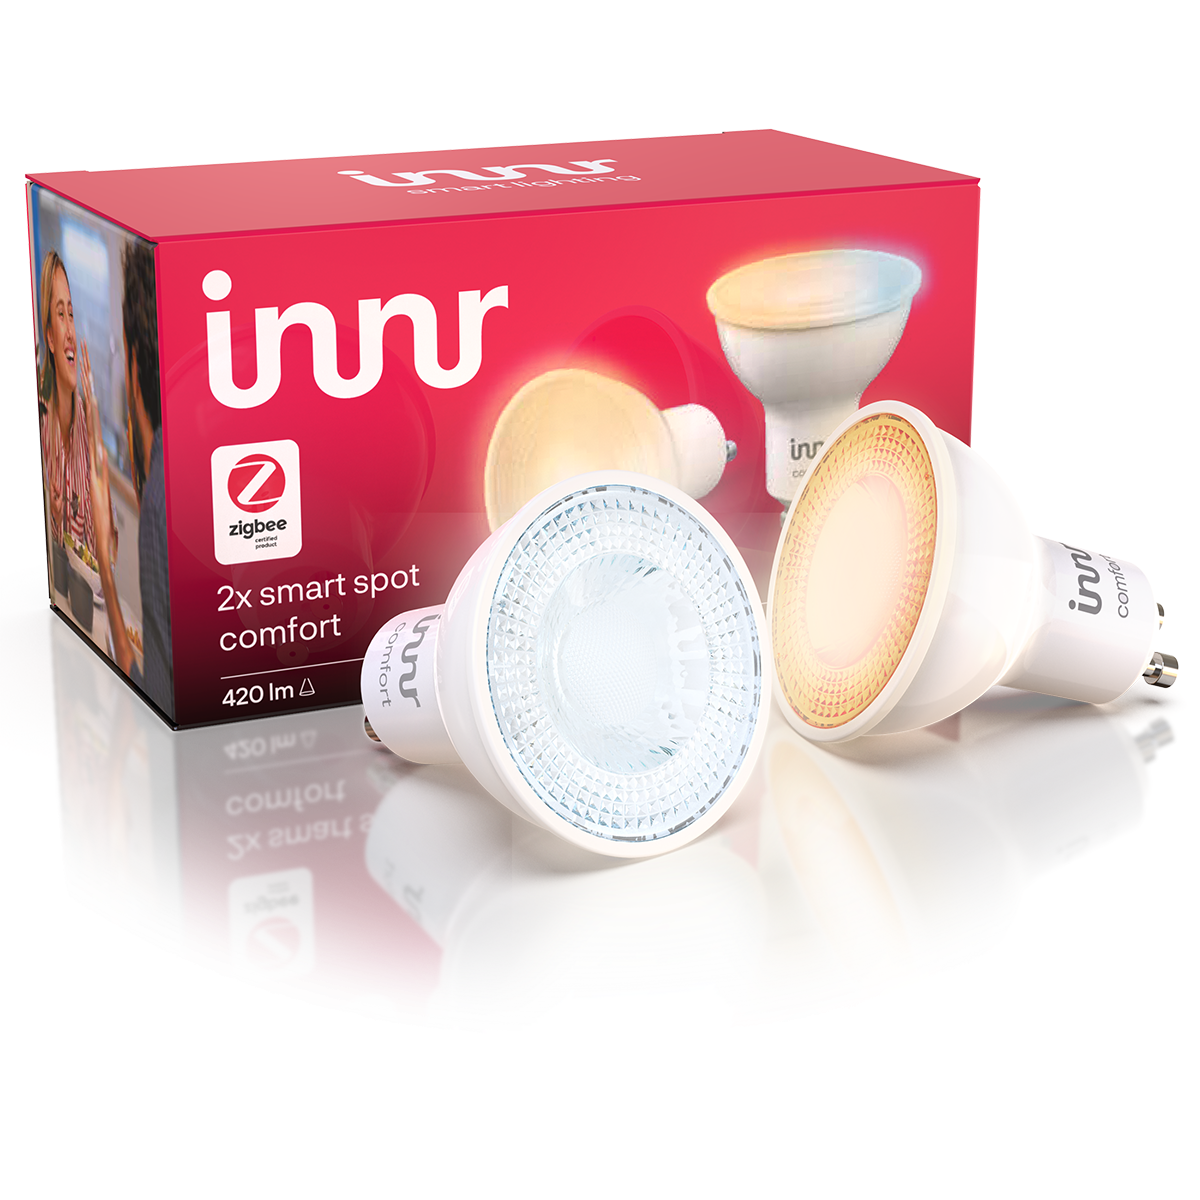 innr
smart lighting
innr
zigbee
certified
product
2x smart spot
comfort
420 lm
innr
comfort
innr
comfort